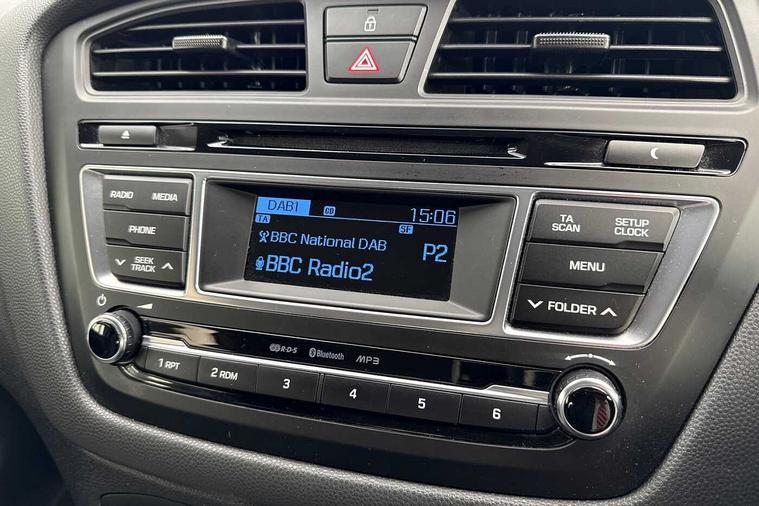 RADIO MEDIA
PHONE
SEEK
TRACK
DAB1 CD 15:06
TA SF
BBC National DAB P2
BBC Radio2
TA
SCAN
SETUP
CLOCK
MENU
FOLDER
R·D·S Bluetooth MP3
1 RPT 2 RDM 3 4 5 6